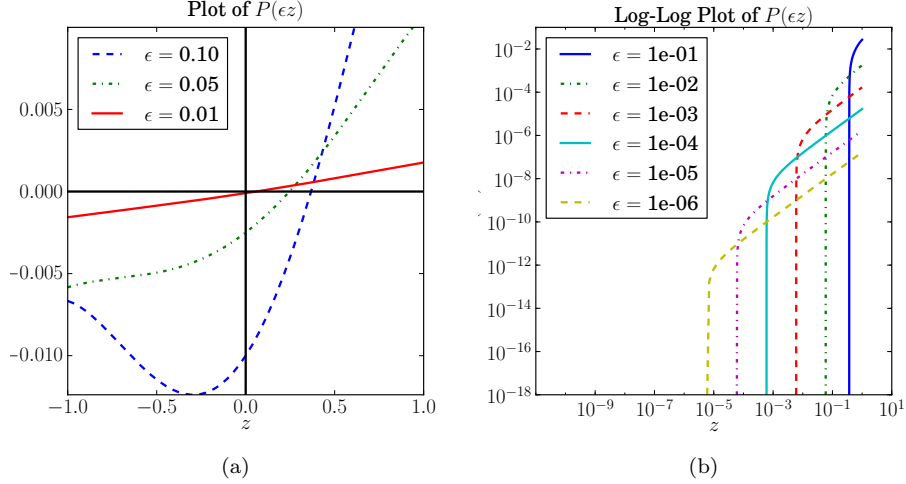 Plot of P(ϵz)
ϵ = 0.10
ϵ = 0.05
ϵ = 0.01
0.005
0.000
−0.005
−0.010
−1.0
−0.5
0.0
0.5
1.0
z
(a)
Log-Log Plot of P(ϵz)
ϵ = 1e-01
ϵ = 1e-02
ϵ = 1e-03
ϵ = 1e-04
ϵ = 1e-05
ϵ = 1e-06
10⁻²
10⁻⁴
10⁻⁶
10⁻⁸
10⁻¹⁰
10⁻¹²
10⁻¹⁴
10⁻¹⁶
10⁻¹⁸
10⁻⁹
10⁻⁷
10⁻⁵
10⁻³
10⁻¹
10¹
z
(b)